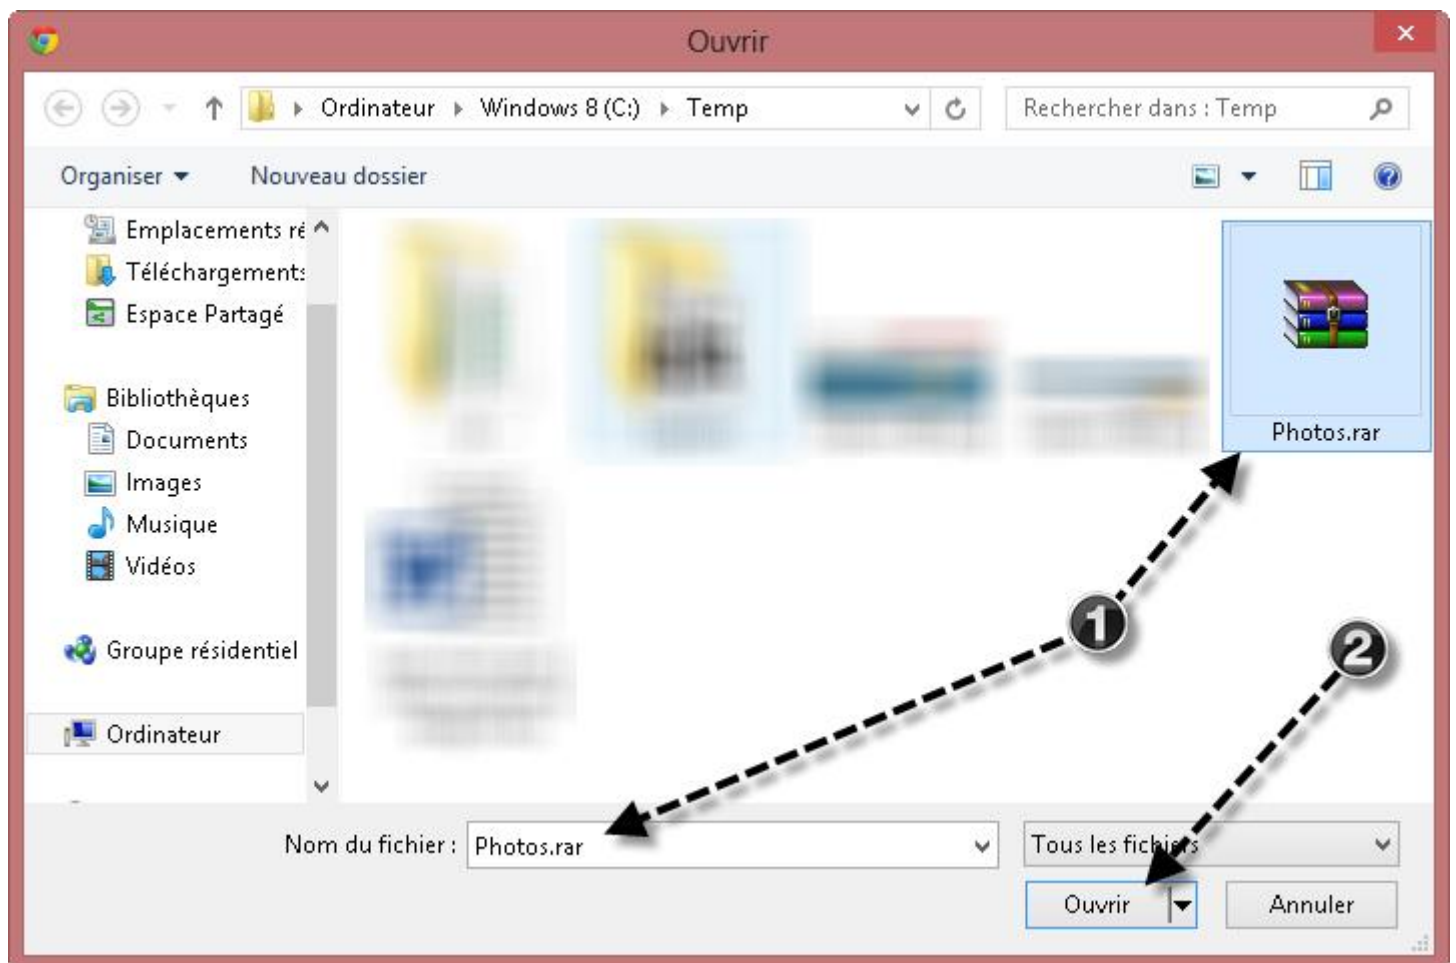 Ouvrir
Ordinateur Windows 8 (C:) Temp
Rechercher dans : Temp
Organiser
Nouveau dossier
Emplacements ré
Téléchargements
Espace Partagé
Bibliothèques
Documents
Images
Musique
Vidéos
Groupe résidentiel
Ordinateur
Photos.rar
1
2
Nom du fichier : Photos.rar
Tous les fichiers
Ouvrir
Annuler